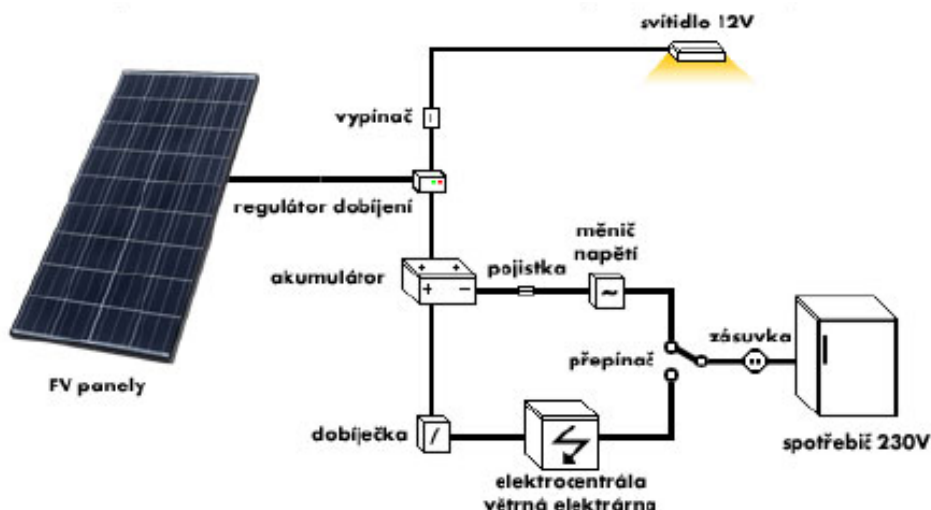 svítidlo 12V
vypínač
regulátor dobíjení
měnič
napětí
akumulátor
pojistka
zásuvka
přepínač
FV panely
dobíječka
spotřebič 230V
elektrocentrála
větrná elektrárna